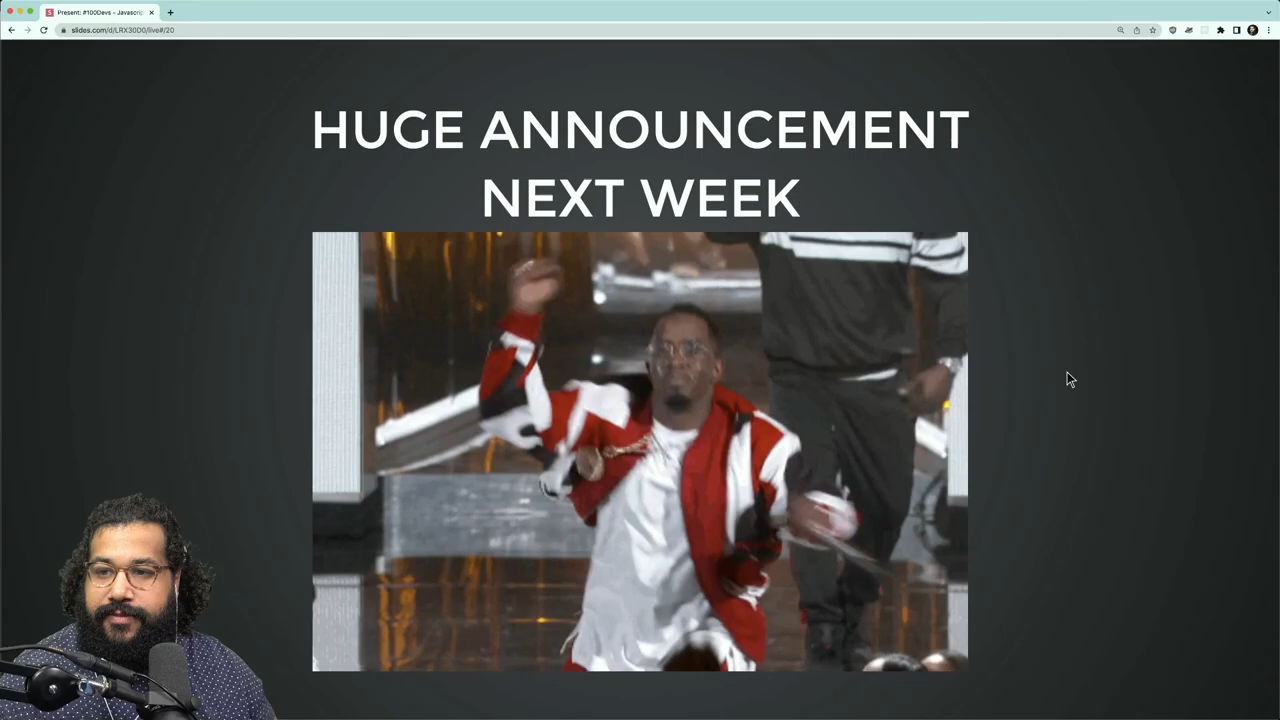 Present: #100Devs - Javascrip
slides.com/d/LRX30D0/live#/20
HUGE ANNOUNCEMENT
NEXT WEEK